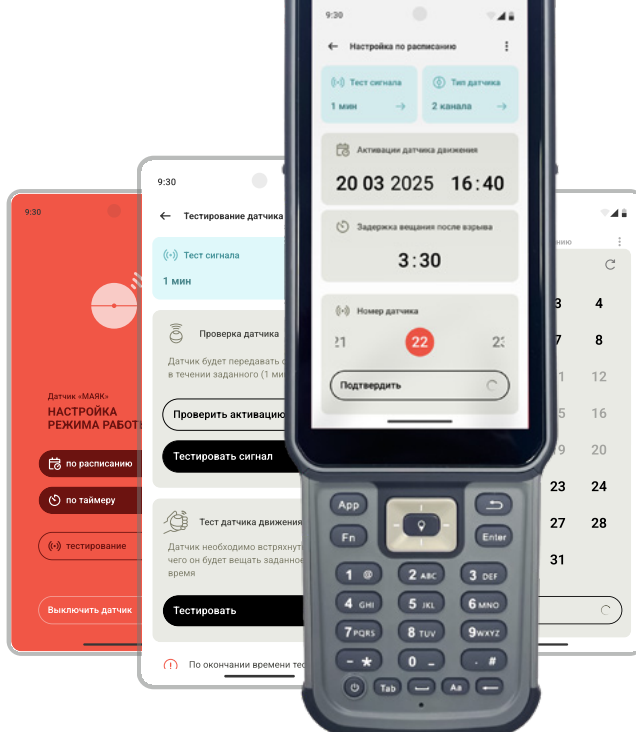 9:30
Датчик «МАЯК»
НАСТРОЙКА
РЕЖИМА РАБОТ
по расписанию
по таймеру
тестирование
Выключить датчик
9:30
Тестирование датчика
Тест сигнала
1 мин
Проверка датчика
Датчик будет передавать
в течении заданного (1 ми
Проверить активацию
Тестировать сигнал
Тест датчика движения
Датчик необходимо встряхнут
чего он будет вещать заданное
время
Тестировать
По окончании времени тес
9:30
Настройка по расписанию
Тест сигнала
1 мин
Тип датчика
2 канала
Активации датчика движения
20 03 2025 16:40
Задержка вещания после взрыва
3:30
Номер датчика
21 22 23
Подтвердить
App
Fn
Enter
1 @ 2 ABC 3 DEF
4 GHI 5 JKL 6 MNO
7 PQRS 8 TUV 9 WXYZ
- * 0 _ . #
Tab Aa
нию
3 4
7 8
1 12
5 16
9 20
23 24
27 28
31